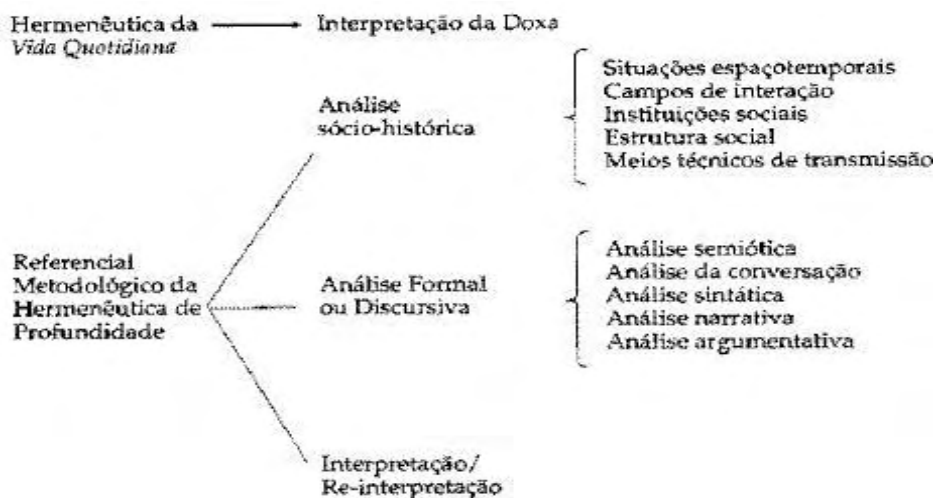 Hermenêutica da
Vida Quotidiana
Interpretação da Doxa
Análise
sócio-histórica
Situações espaçotemporais
Campos de interação
Instituições sociais
Estrutura social
Meios técnicos de transmissão
Referencial
Metodológico da
Hermenêutica de
Profundidade
Análise Formal
ou Discursiva
Análise semiótica
Análise da conversação
Análise sintática
Análise narrativa
Análise argumentativa
Interpretação/
Re-interpretação